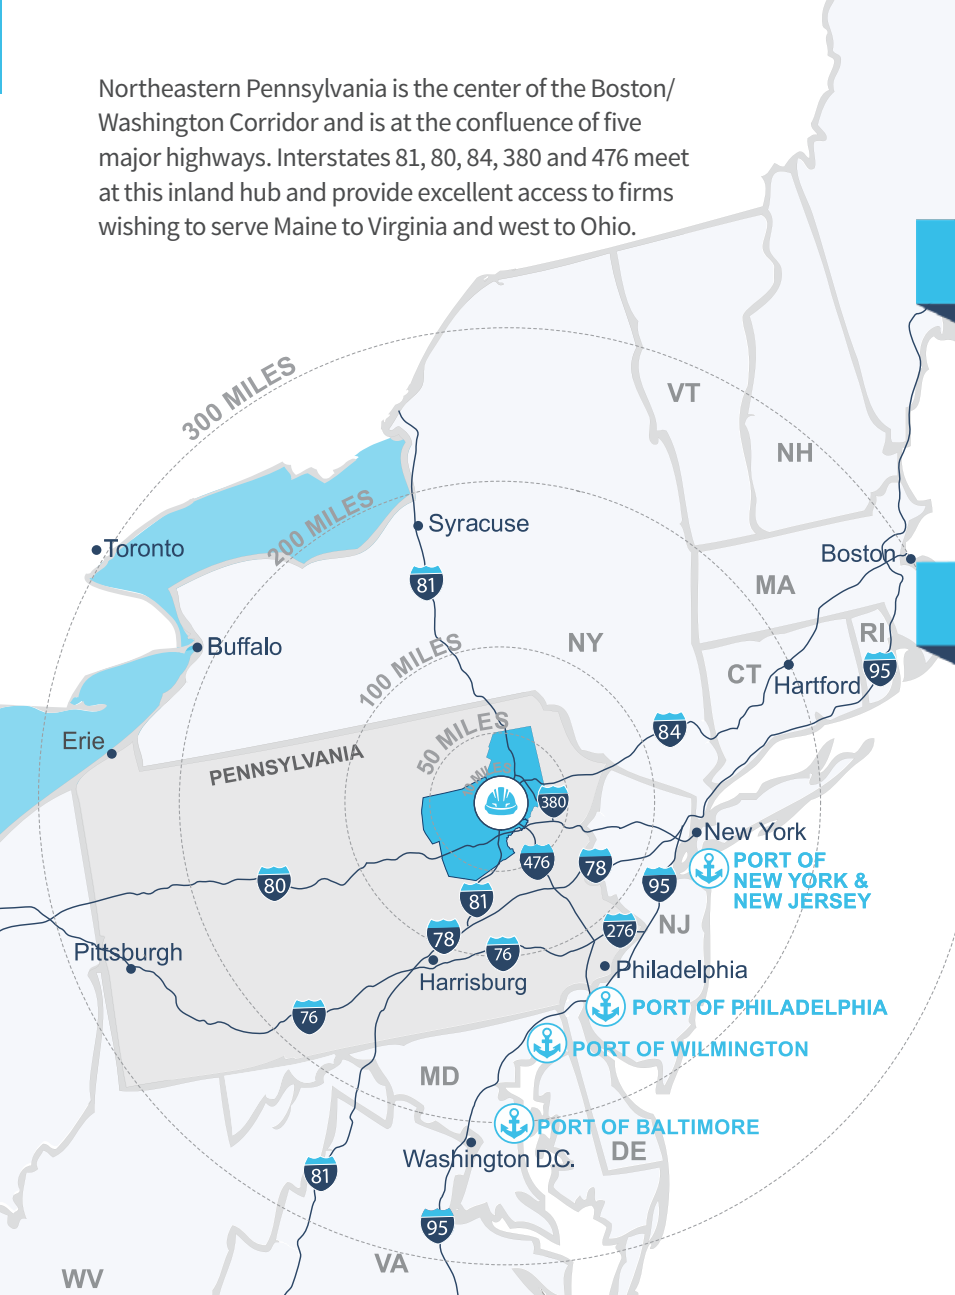 Northeastern Pennsylvania is the center of the Boston/
Washington Corridor and is at the confluence of five
major highways. Interstates 81, 80, 84, 380 and 476 meet
at this inland hub and provide excellent access to firms
wishing to serve Maine to Virginia and west to Ohio.
300 MILES
VT
NH
200 MILES
Syracuse
Toronto
Boston
81
MA
NY
RI
Buffalo
100 MILES
CT
Hartford
95
50 MILES
84
Erie
PENNSYLVANIA
MILES
380
New York
476
78
PORT OF
NEW YORK &
NEW JERSEY
80
95
81
NJ
78
276
76
Pittsburgh
Harrisburg
Philadelphia
76
PORT OF PHILADELPHIA
PORT OF WILMINGTON
MD
PORT OF BALTIMORE
Washington D.C.
DE
81
95
VA
WV